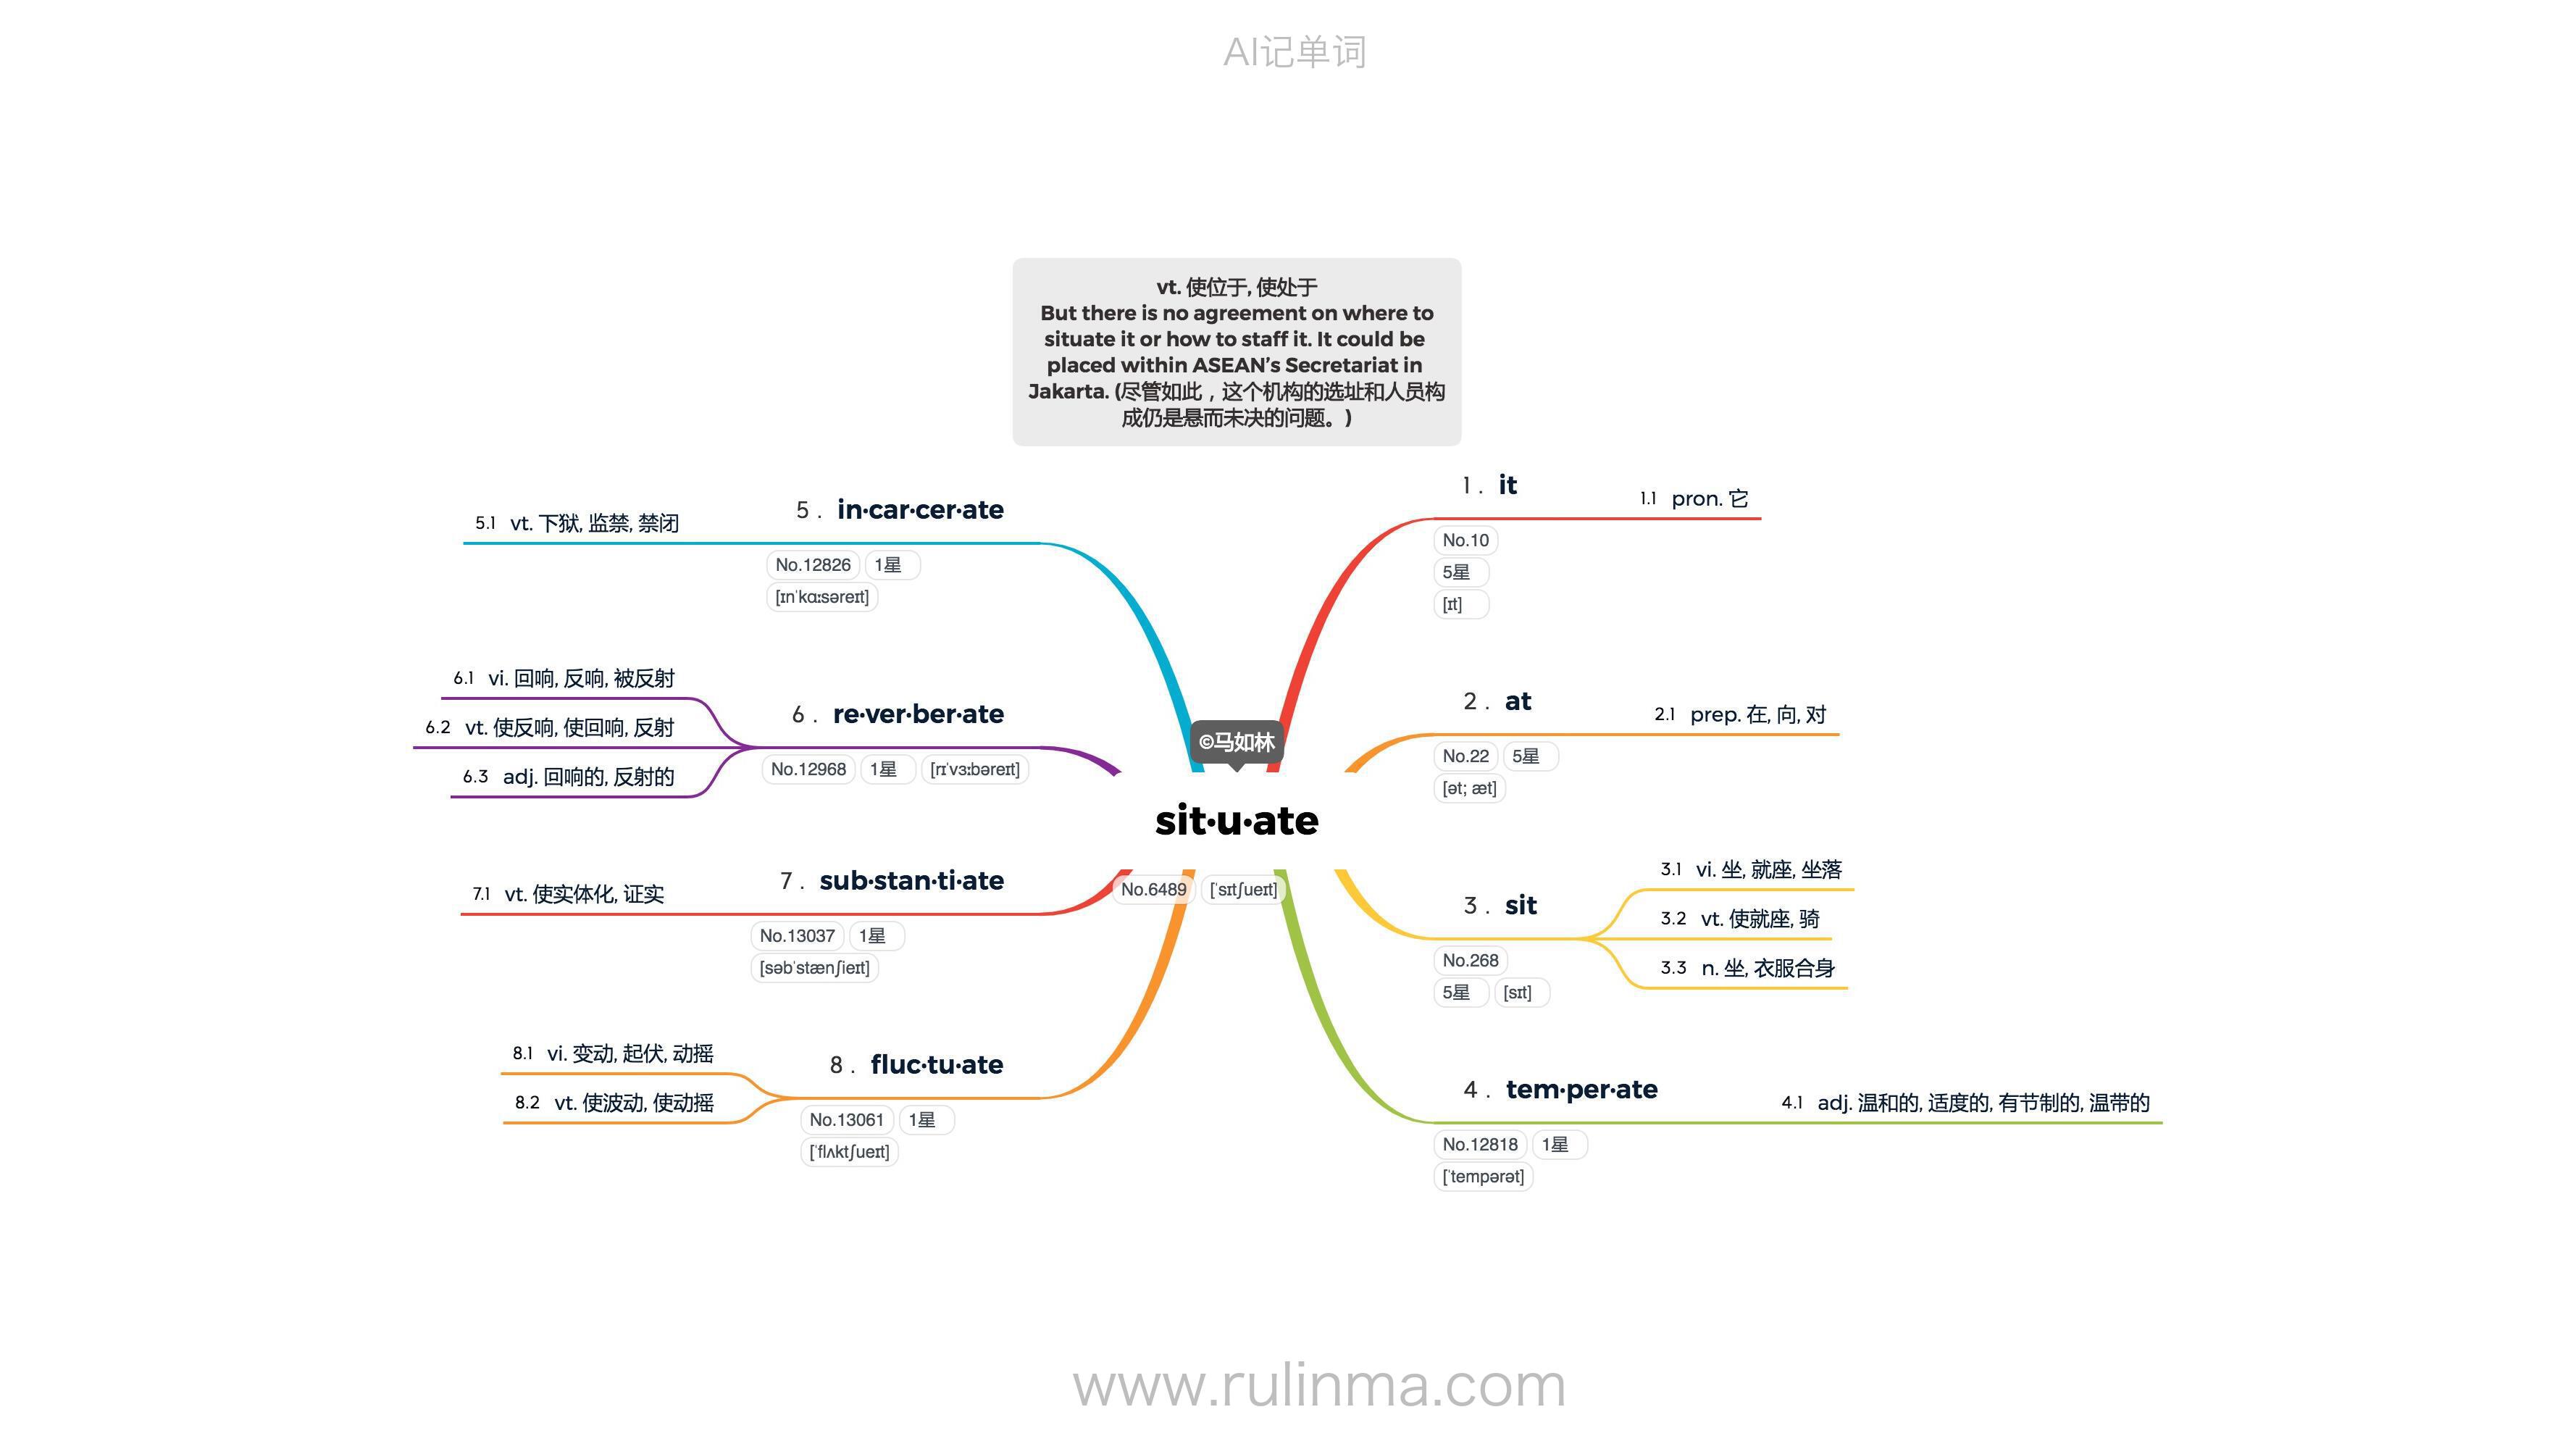 AI记单词
vt. 使位于, 使处于
But there is no agreement on where to
situate it or how to staff it. It could be
placed within ASEAN’s Secretariat in
Jakarta. (尽管如此，这个机构的选址和人员构
成仍是悬而未决的问题。)
©马如林
sit·u·ate
No.6489 [ˈsɪtʃueɪt]
1 . it
1.1 pron. 它
No.10
5星
[ɪt]
2 . at
2.1 prep. 在, 向, 对
No.22 5星
[ət; æt]
3 . sit
3.1 vi. 坐, 就座, 坐落
3.2 vt. 使就座, 骑
3.3 n. 坐, 衣服合身
No.268
5星 [sɪt]
4 . tem·per·ate
4.1 adj. 温和的, 适度的, 有节制的, 温带的
No.12818 1星
[ˈtempərət]
5 . in·car·cer·ate
5.1 vt. 下狱, 监禁, 禁闭
No.12826 1星
[ɪnˈkɑːsəreɪt]
6 . re·ver·ber·ate
6.1 vi. 回响, 反响, 被反射
6.2 vt. 使反响, 使回响, 反射
6.3 adj. 回响的, 反射的
No.12968 1星 [rɪˈvɜːbəreɪt]
7 . sub·stan·ti·ate
7.1 vt. 使实体化, 证实
No.13037 1星
[səbˈstænʃieɪt]
8 . fluc·tu·ate
8.1 vi. 变动, 起伏, 动摇
8.2 vt. 使波动, 使动摇
No.13061 1星
[ˈflʌktʃueɪt]
www.rulinma.com